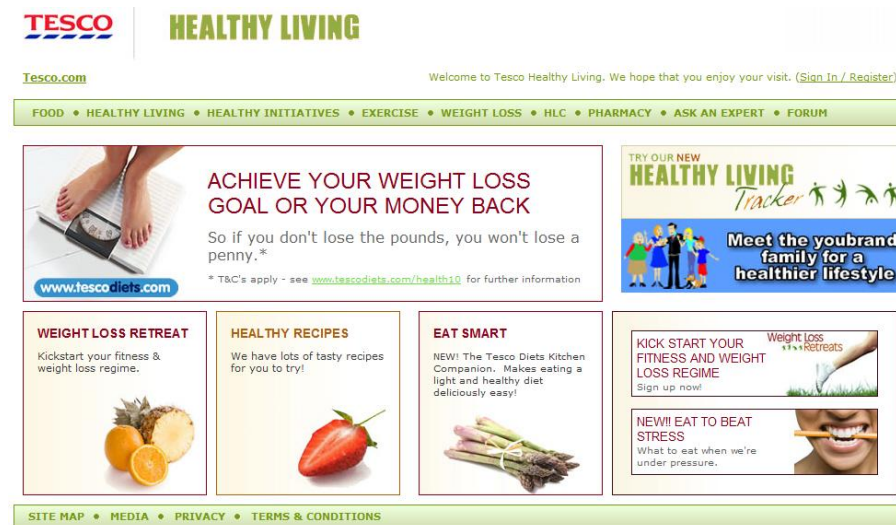 TESCO
HEALTHY LIVING
Tesco.com
Welcome to Tesco Healthy Living. We hope that you enjoy your visit. (Sign In / Register)
FOOD • HEALTHY LIVING • HEALTHY INITIATIVES • EXERCISE • WEIGHT LOSS • HLC • PHARMACY • ASK AN EXPERT • FORUM
ACHIEVE YOUR WEIGHT LOSS
GOAL OR YOUR MONEY BACK
So if you don't lose the pounds, you won't lose a
penny.*
* T&C's apply - see www.tescodiets.com/health10 for further information
www.tescodiets.com
TRY OUR NEW
HEALTHY LIVING
Tracker
Meet the youbrand
family for a
healthier lifestyle
WEIGHT LOSS RETREAT
Kickstart your fitness &
weight loss regime.
HEALTHY RECIPES
We have lots of tasty recipes
for you to try!
EAT SMART
NEW! The Tesco Diets Kitchen
Companion. Makes eating a
light and healthy diet
deliciously easy!
KICK START YOUR
FITNESS AND WEIGHT
LOSS REGIME
Sign up now!
Weight Loss
Retreats
NEW!! EAT TO BEAT
STRESS
What to eat when we're
under pressure.
SITE MAP • MEDIA • PRIVACY • TERMS & CONDITIONS